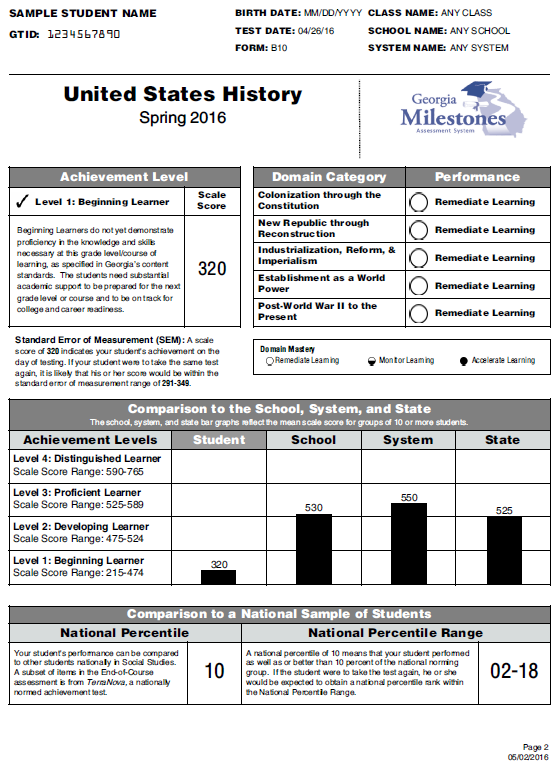 SAMPLE STUDENT NAME
GTID: 1234567890
BIRTH DATE: MM/DD/YYYY CLASS NAME: ANY CLASS
TEST DATE: 04/26/16 SCHOOL NAME: ANY SCHOOL
FORM: B10 SYSTEM NAME: ANY SYSTEM
United States History
Spring 2016
Georgia
Milestones
Assessment System
Achievement Level
✓ Level 1: Beginning Learner
Scale
Score
Beginning Learners do not yet demonstrate
proficiency in the knowledge and skills
necessary at this grade level/course of
learning, as specified in Georgia's content
standards. The students need substantial
academic support to be prepared for the next
grade level or course and to be on track for
college and career readiness.
320
Standard Error of Measurement (SEM): A scale
score of 320 indicates your student's achievement on the
day of testing. If your student were to take the same test
again, it is likely that his or her score would be within the
standard error of measurement range of 291-349.
Domain Category Performance
Colonization through the
Constitution
Remediate Learning
New Republic through
Reconstruction
Remediate Learning
Industrialization, Reform, &
Imperialism
Remediate Learning
Establishment as a World
Power
Remediate Learning
Post-World War II to the
Present
Remediate Learning
Domain Mastery
Remediate Learning Monitor Learning Accelerate Learning
Comparison to the School, System, and State
The school, system, and state bar graphs reflect the mean scale score for groups of 10 or more students.
Achievement Levels Student School System State
Level 4: Distinguished Learner
Scale Score Range: 590-765
Level 3: Proficient Learner
Scale Score Range: 525-589
Level 2: Developing Learner
Scale Score Range: 475-524
Level 1: Beginning Learner
Scale Score Range: 215-474
320
530
550
525
Comparison to a National Sample of Students
National Percentile National Percentile Range
Your student's performance can be compared
to other students nationally in Social Studies.
A subset of items in the End-of-Course
assessment is from TerraNova, a nationally
normed achievement test.
10
A national percentile of 10 means that your student performed
as well as or better than 10 percent of the national norming
group. If the student were to take the test again, he or she
would be expected to obtain a national percentile rank within
the National Percentile Range.
02-18
Page 2
05/02/2016